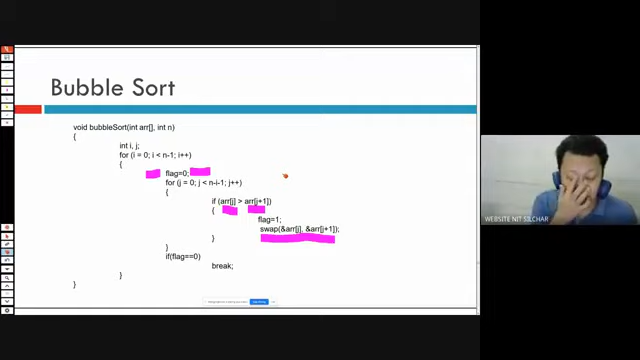 Bubble Sort
void bubbleSort(int arr[], int n)
{
int i, j;
for (i = 0; i < n-1; i++)
{
flag=0;
for (j = 0; j < n-i-1; j++)
{
if (arr[j] > arr[j+1])
{
flag=1;
swap(&arr[j], &arr[j+1]);
}
}
if(flag==0)
break;
}
}
WEBSITE NIT SILCHAR